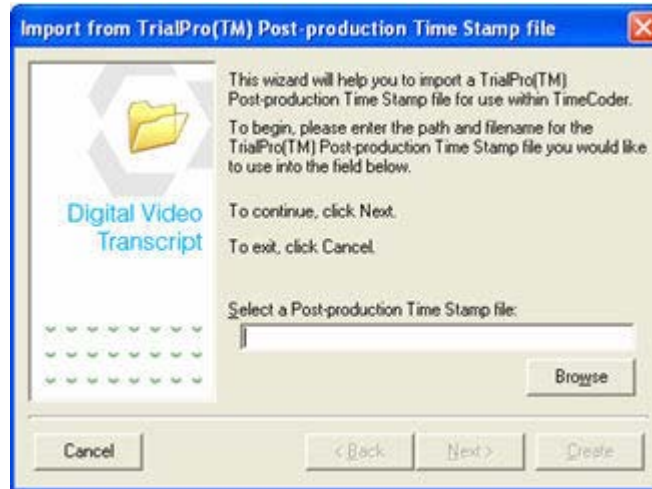 Import from TrialPro(TM) Post-production Time Stamp file
This wizard will help you to import a TrialPro(TM)
Post-production Time Stamp file for use within TimeCoder.
To begin, please enter the path and filename for the
TrialPro(TM) Post-production Time Stamp file you would like
to use into the field below.
Digital Video
Transcript
To continue, click Next.
To exit, click Cancel.
Select a Post-production Time Stamp file:
Browse
Cancel
< Back
Next >
Create